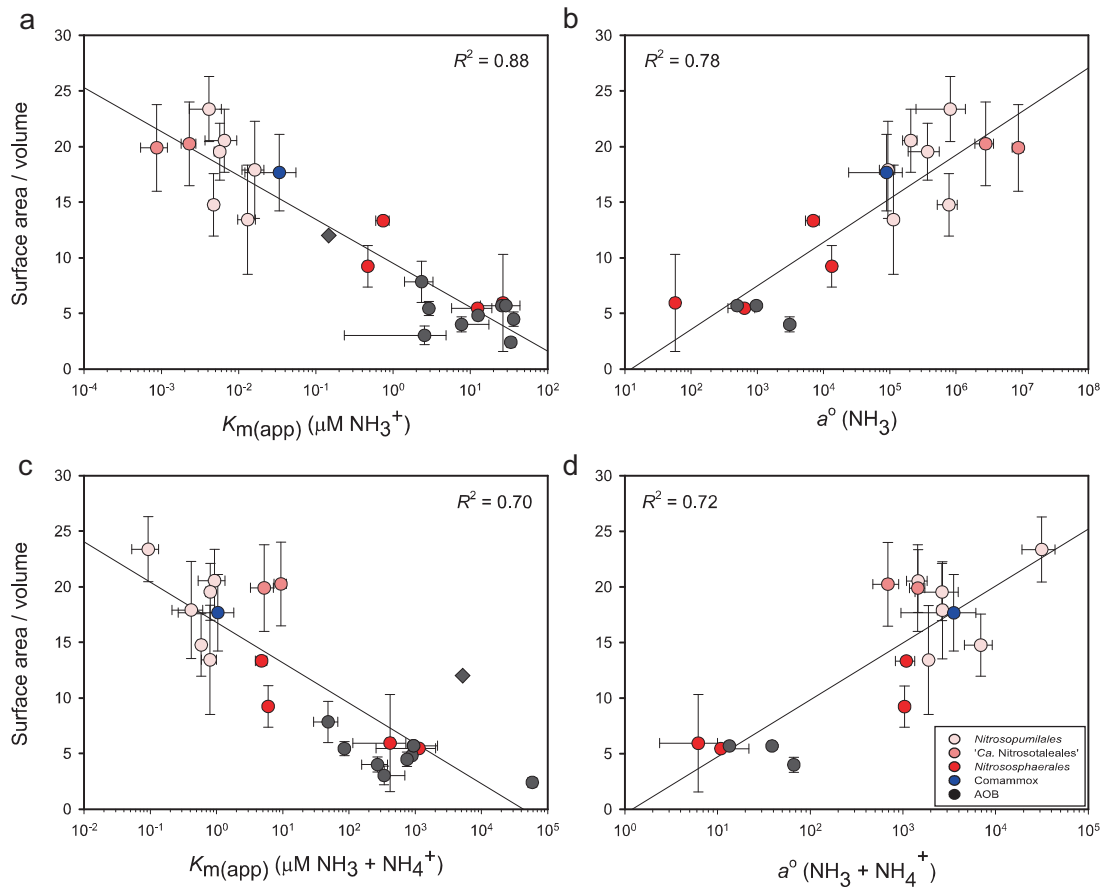 a
R² = 0.88
30
25
20
15
10
5
0
Surface area / volume
10⁻⁴ 10⁻³ 10⁻² 10⁻¹ 10⁰ 10¹ 10²
Km(app) (μM NH₃⁺)
b
R² = 0.78
30
25
20
15
10
5
0
10¹ 10² 10³ 10⁴ 10⁵ 10⁶ 10⁷ 10⁸
aº (NH₃)
c
R² = 0.70
30
25
20
15
10
5
0
Surface area / volume
10⁻² 10⁻¹ 10⁰ 10¹ 10² 10³ 10⁴ 10⁵
Km(app) (μM NH₃ + NH₄⁺)
d
R² = 0.72
30
25
20
15
10
5
0
Nitrosopumilales
'Ca. Nitrosotaleales'
Nitrososphaerales
Comammox
AOB
10⁰ 10¹ 10² 10³ 10⁴ 10⁵
aº (NH₃ + NH₄⁺)